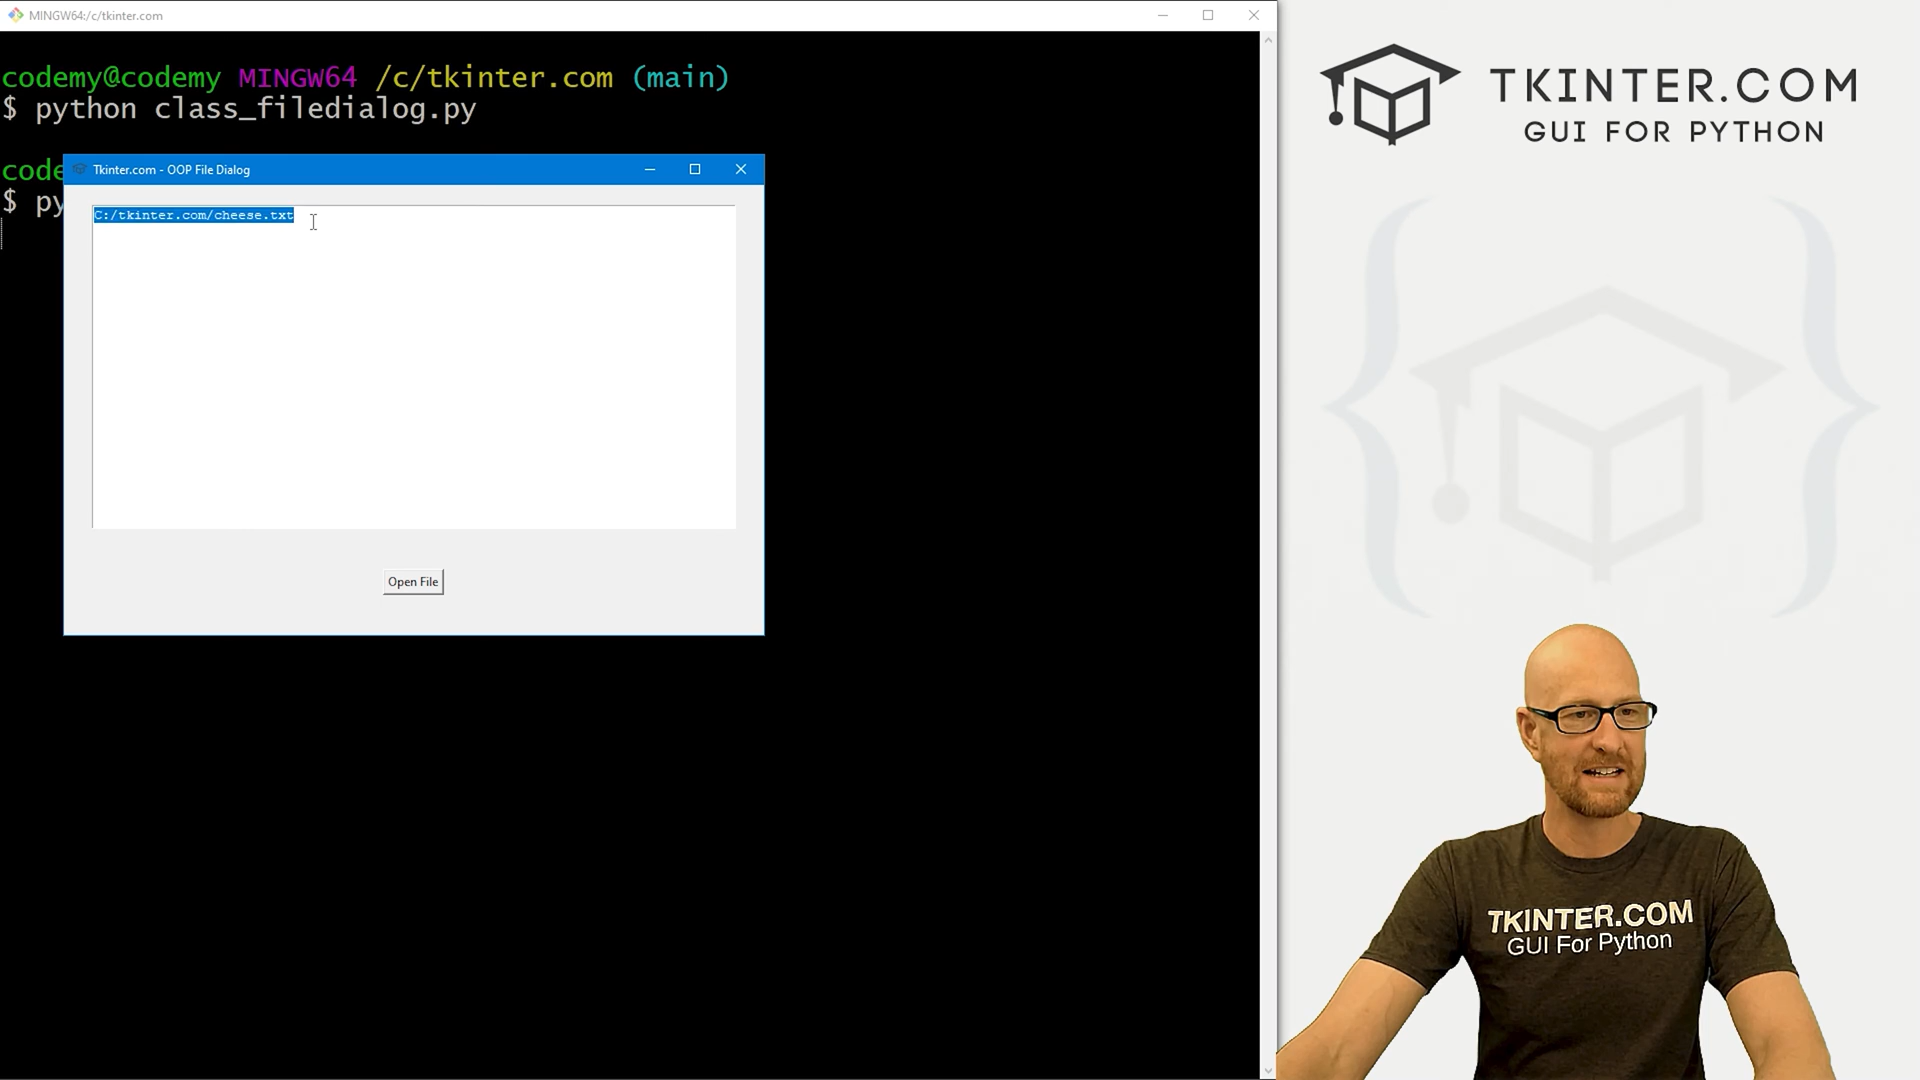 MINGW64:/c/tkinter.com
codemy@codemy MINGW64 /c/tkinter.com (main)
$ python class_filedialog.py
code
$ py
Tkinter.com - OOP File Dialog
C:/tkinter.com/cheese.txt
Open File
TKINTER.COM
GUI FOR PYTHON
TKINTER.COM
GUI For Python